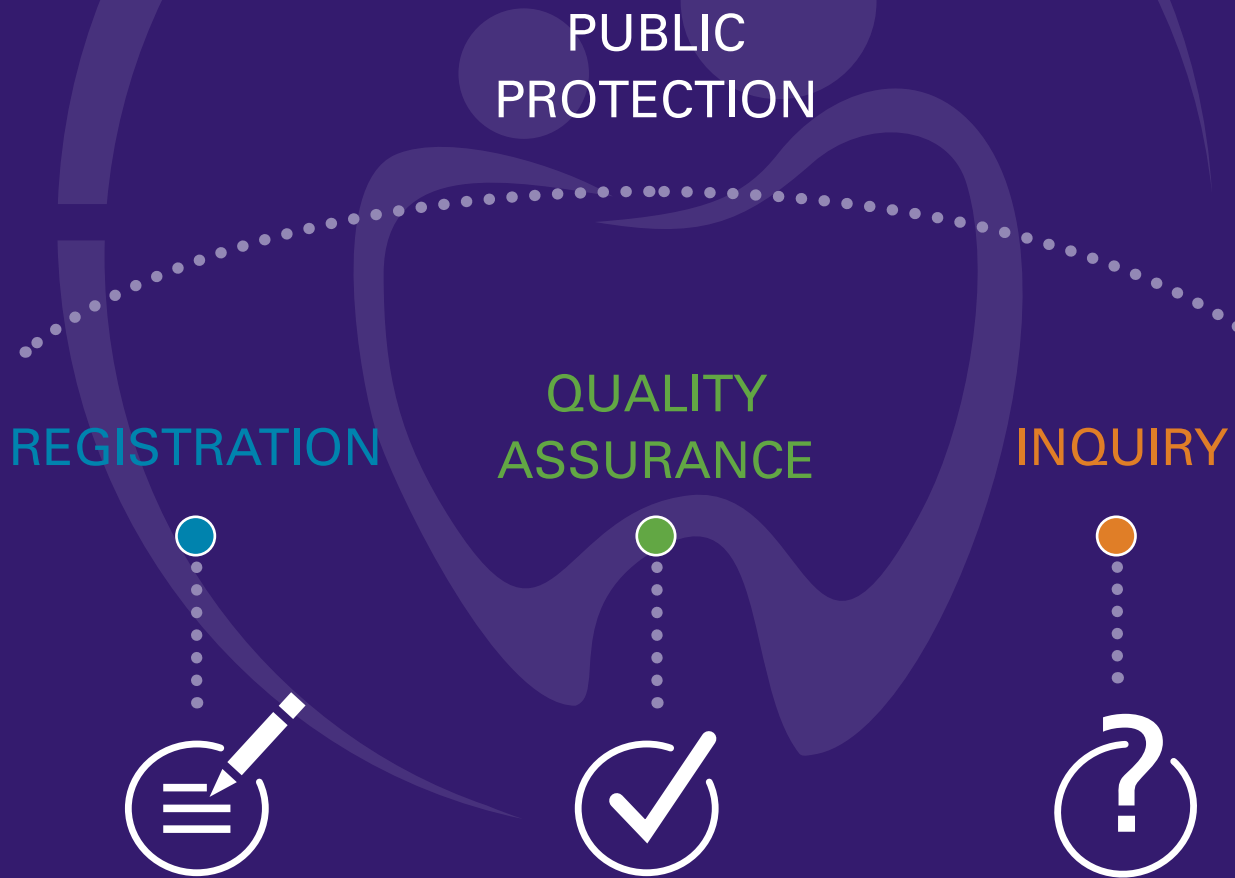 PUBLIC
PROTECTION
REGISTRATION
QUALITY
ASSURANCE
INQUIRY
?